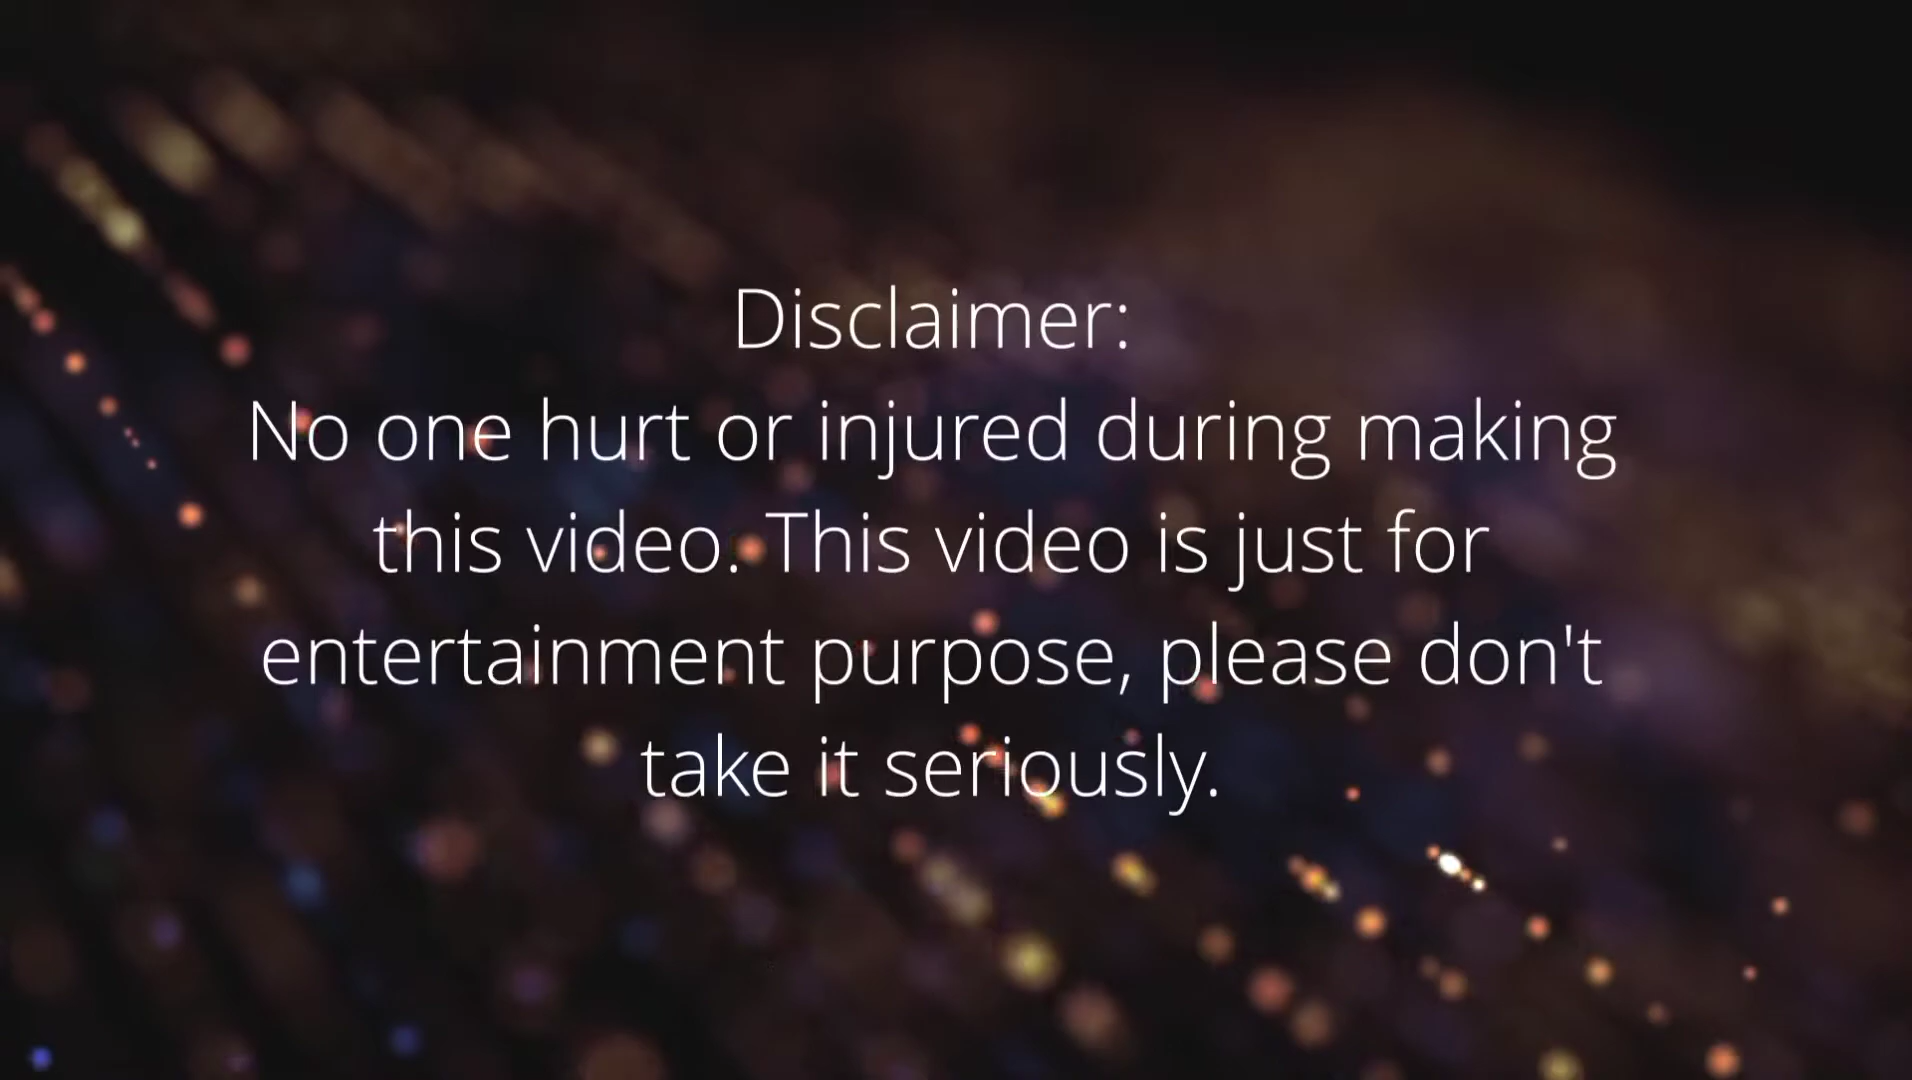 Disclaimer:
No one hurt or injured during making
this video. This video is just for
entertainment purpose, please don't
take it seriously.